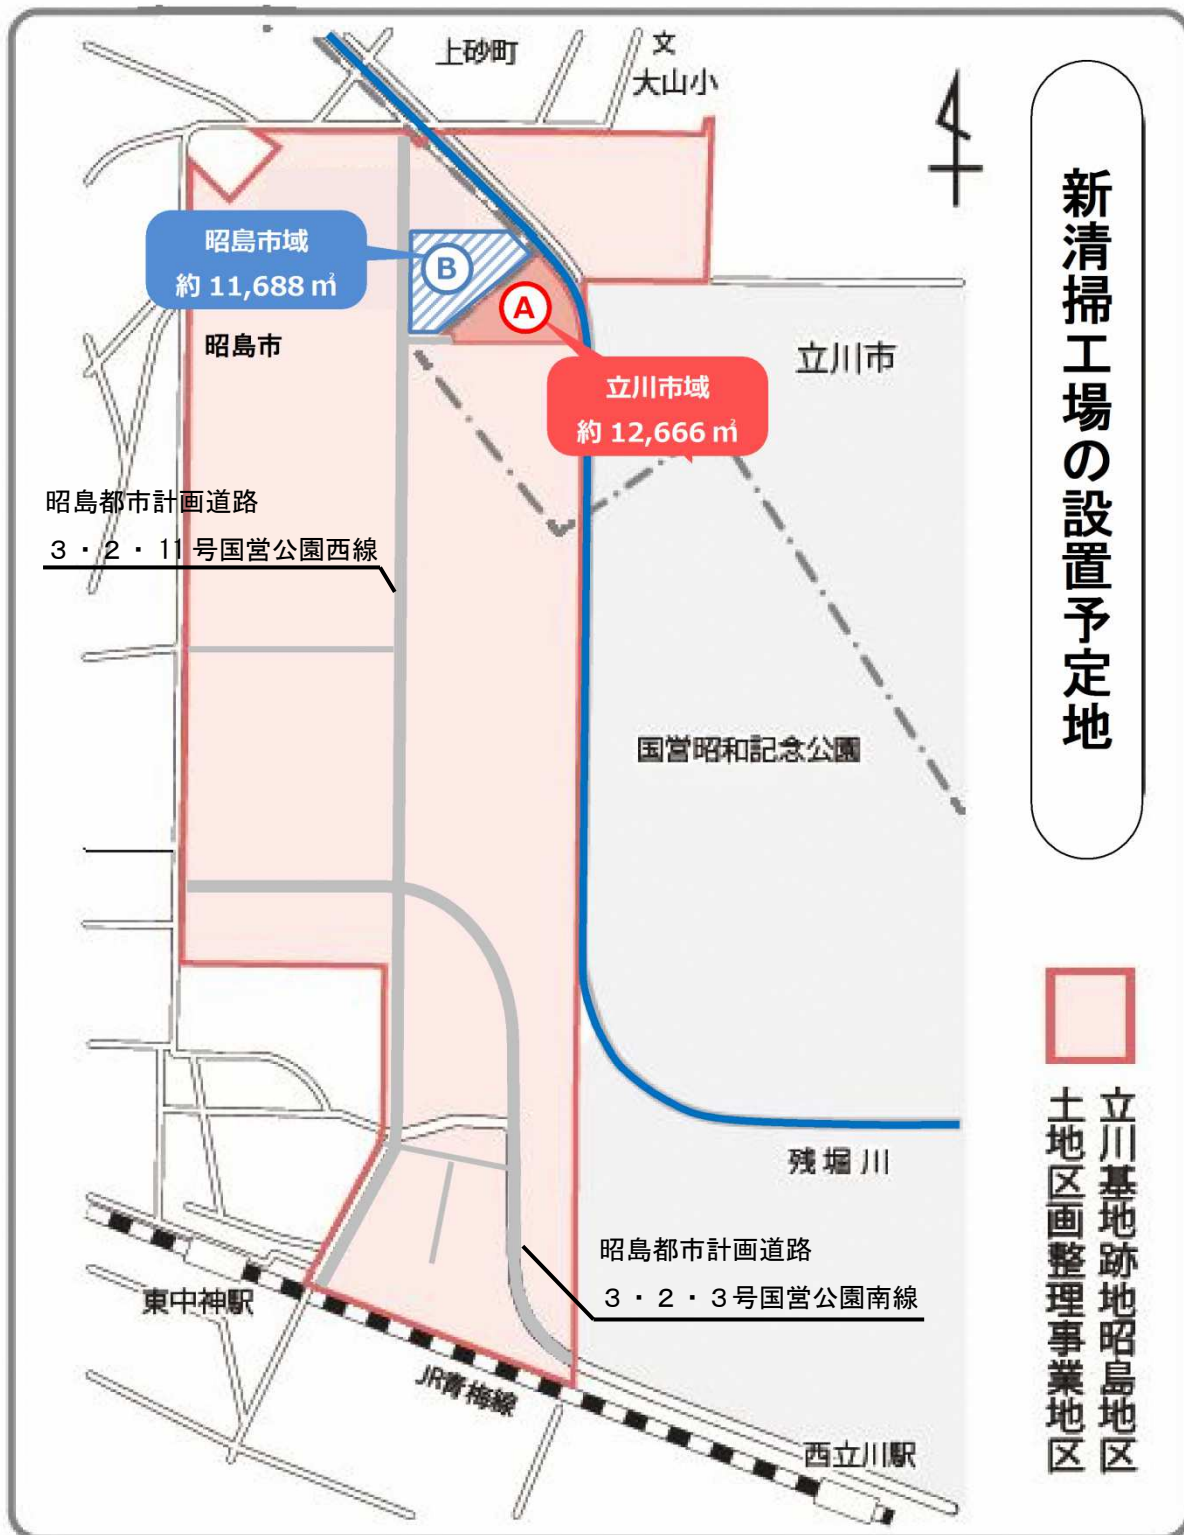 新清掃工場の設置予定地
上砂町
文
大山小
昭島市域
約 11,688 ㎡
B
A
昭島市
立川市
立川市域
約 12,666 ㎡
昭島都市計画道路
３・２・11 号国営公園西線
国営昭和記念公園
残堀川
昭島都市計画道路
３・２・３号国営公園南線
東中神駅
JR青梅線
西立川駅
立川基地跡地昭島地区
土地区画整理事業地区